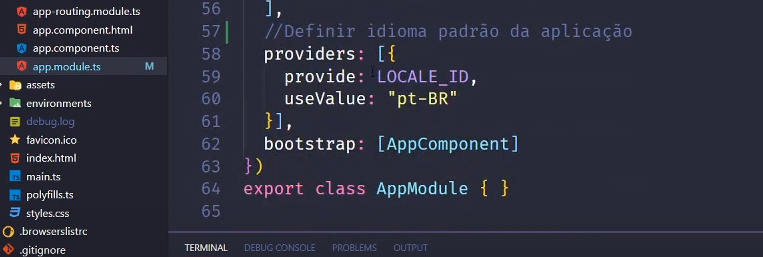 app-routing.module.ts
app.component.html
app.component.ts
app.module.ts M
assets
environments
debug.log
favicon.ico
index.html
main.ts
polyfills.ts
styles.css
.browserslistrc
.gitignore
56 ],
57 //Definir idioma padrão da aplicação
58 providers: [{
59 provide: LOCALE_ID,
60 useValue: "pt-BR"
61 }],
62 bootstrap: [AppComponent]
63 })
64 export class AppModule { }
65
TERMINAL DEBUG CONSOLE PROBLEMS OUTPUT